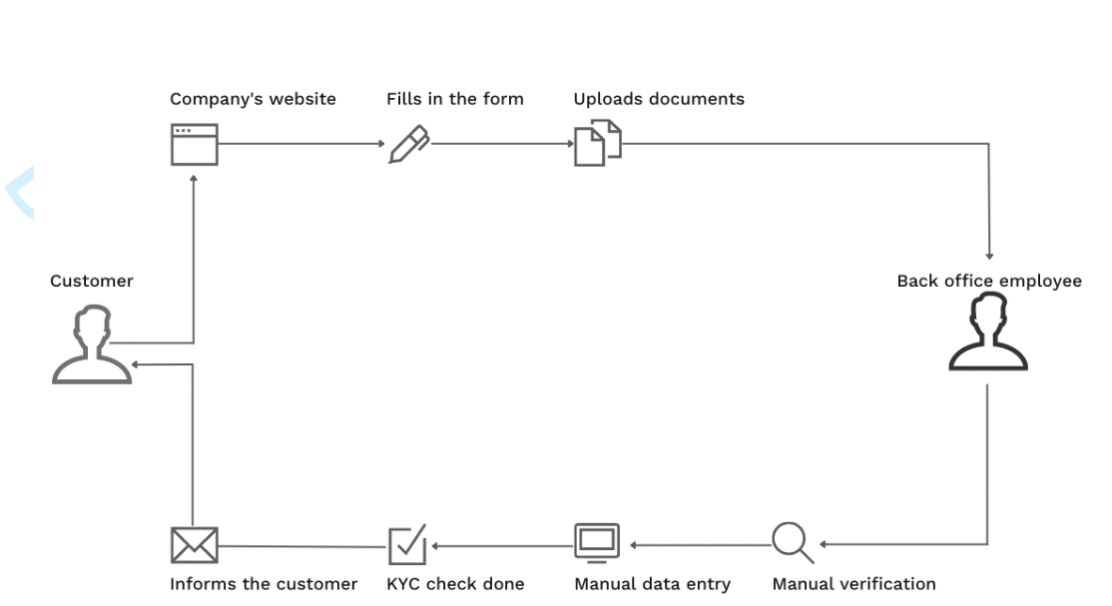 Company's website
Fills in the form
Uploads documents
Customer
Back office employee
Informs the customer
KYC check done
Manual data entry
Manual verification